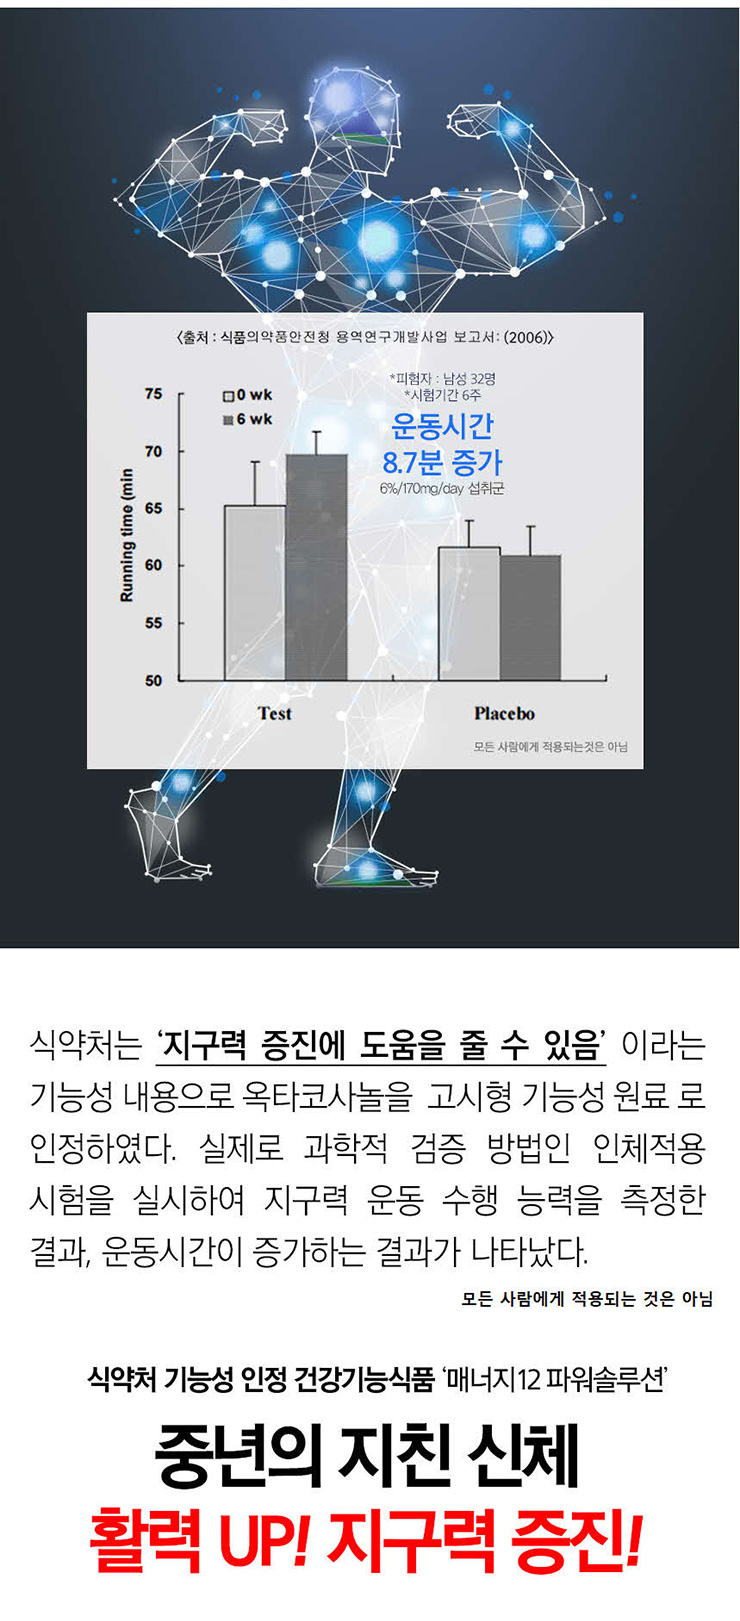 <출처 : 식품의약품안전청 용역연구개발사업 보고서: (2006)>
*피험자 : 남성 32명
*시험기간 6주
운동시간
8.7분 증가
6%/170mg/day 섭취군
0 wk
6 wk
Running time (min
75
70
65
60
55
50
Test
Placebo
모든 사람에게 적용되는것은 아님
식약처는 '지구력 증진에 도움을 줄 수 있음' 이라는
기능성 내용으로 옥타코사놀을 고시형 기능성 원료 로
인정하였다. 실제로 과학적 검증 방법인 인체적용
시험을 실시하여 지구력 운동 수행 능력을 측정한
결과, 운동시간이 증가하는 결과가 나타났다.
모든 사람에게 적용되는 것은 아님
식약처 기능성 인정 건강기능식품 '매너지12 파워솔루션'
중년의 지친 신체
활력 UP! 지구력 증진!